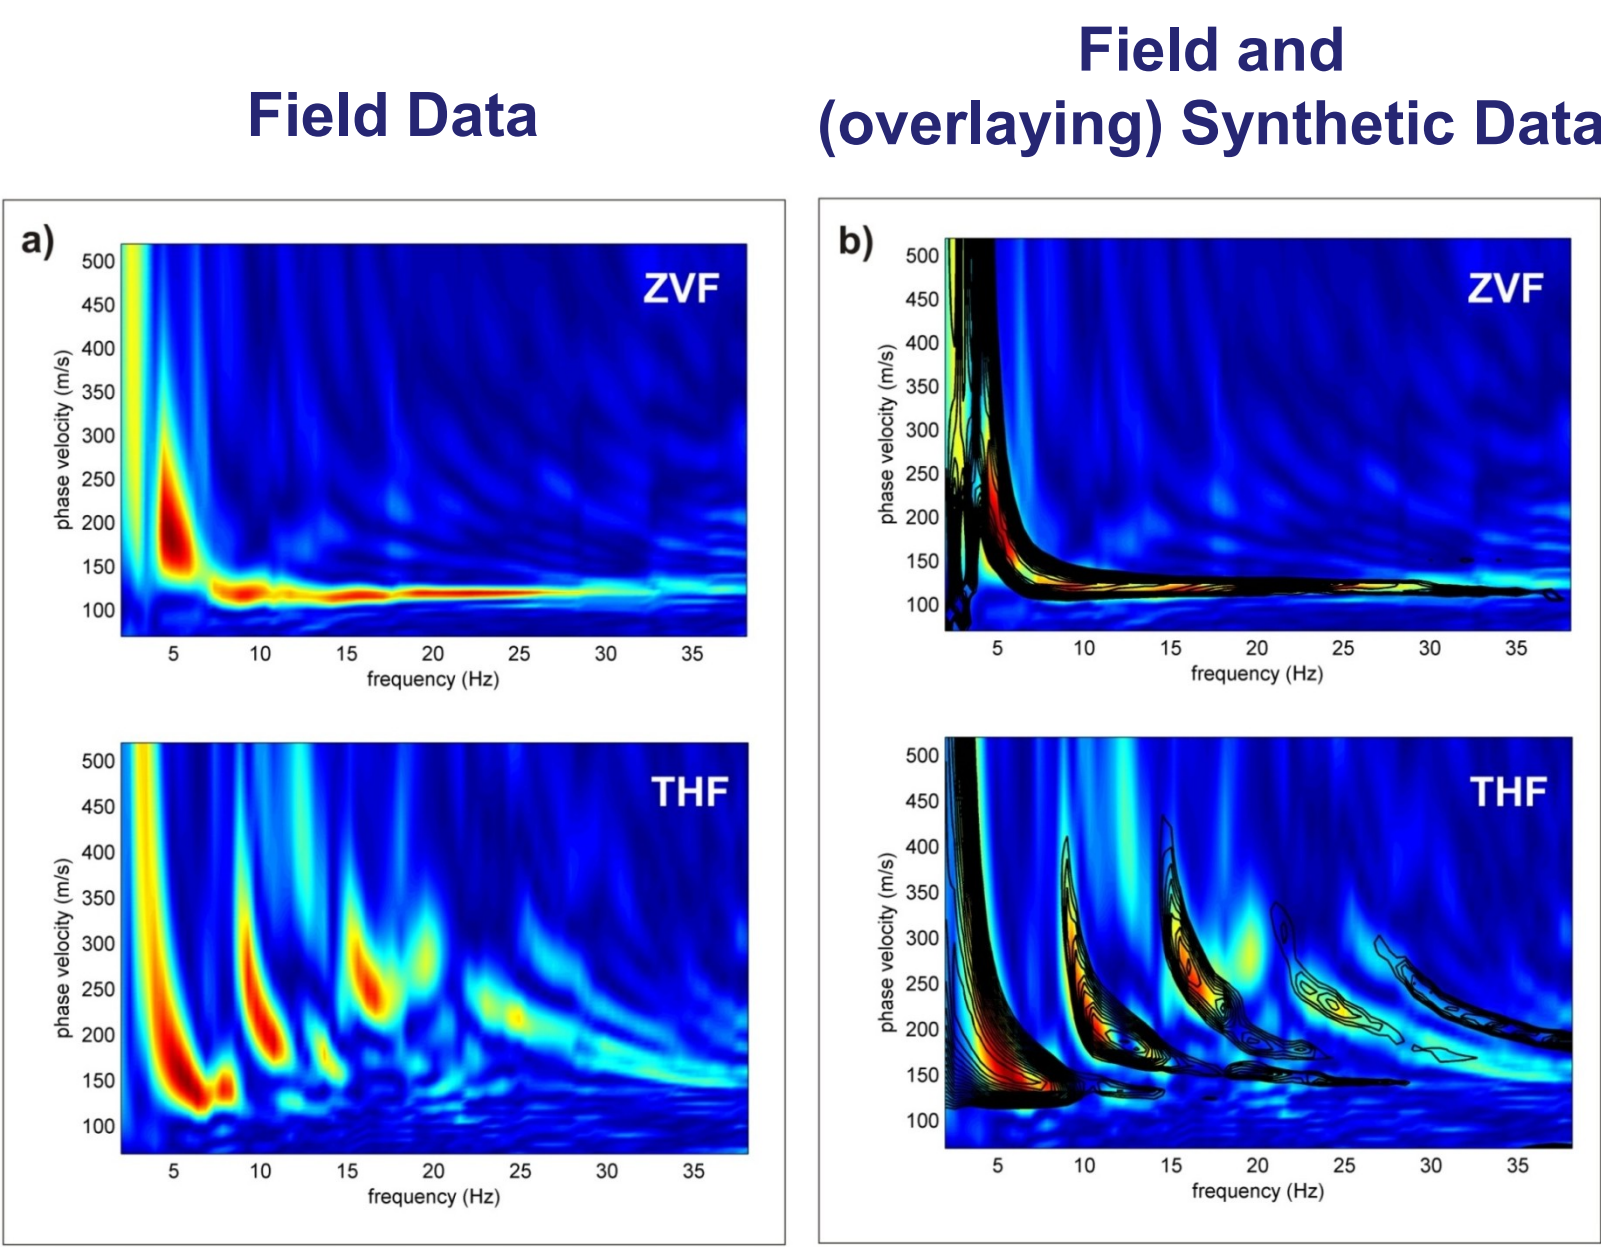 Field Data
Field and
(overlaying) Synthetic Data
a)
ZVF
500
450
400
350
300
250
200
150
100
phase velocity (m/s)
5 10 15 20 25 30 35
frequency (Hz)
THF
500
450
400
350
300
250
200
150
100
phase velocity (m/s)
5 10 15 20 25 30 35
frequency (Hz)
b)
ZVF
500
450
400
350
300
250
200
150
100
phase velocity (m/s)
5 10 15 20 25 30 35
frequency (Hz)
THF
500
450
400
350
300
250
200
150
100
phase velocity (m/s)
5 10 15 20 25 30 35
frequency (Hz)